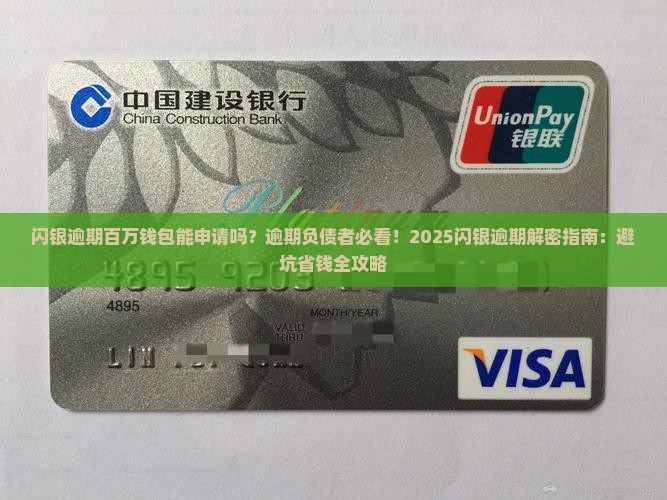 中国建设银行
China Construction Bank
UnionPay
银联
Platinum
闪银逾期百万钱包能申请吗？逾期负债者必看！2025闪银逾期解密指南：避
坑省钱全攻略
4895
MONTH/YEAR
VALID
THRU
LIN
VISA